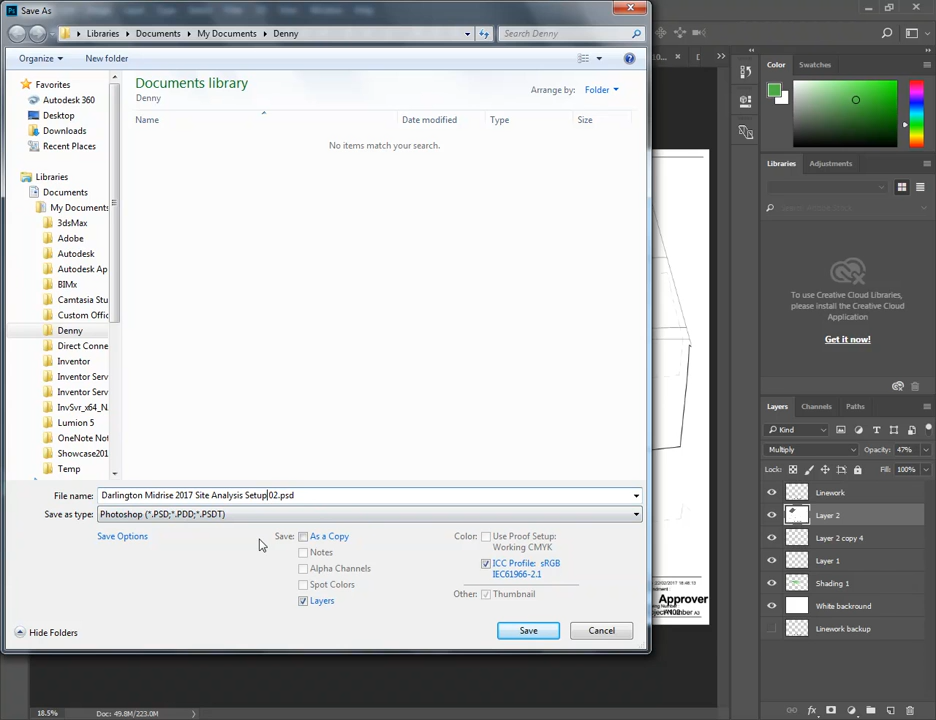 Save As
Libraries
Documents
My Documents
Denny
Search Denny
Organize
New folder
Documents library
Denny
Arrange by:
Folder
Name
Date modified
Type
Size
No items match your search.
Favorites
Autodesk 360
Desktop
Downloads
Recent Places
Libraries
Documents
My Documents
3dsMax
Adobe
Autodesk
Autodesk Ap
BIMx
Camtasia Stu
Custom Offic
Denny
Direct Conne
Inventor
Inventor Serv
Inventor Serv
InvSvr_x64_N
Lumion 5
OneNote Not
Showcase201
Temp
File name:
Darlington Midrise 2017 Site Analysis Setup02.psd
Save as type:
Photoshop (*.PSD;*.PDD;*.PSDT)
Save Options
Save:
As a Copy
Notes
Alpha Channels
Spot Colors
Layers
Color:
Use Proof Setup:
Working CMYK
ICC Profile: sRGB
IEC61966-2.1
Other:
Thumbnail
Hide Folders
Save
Cancel
Color
Swatches
Libraries
Adjustments
To use Creative Cloud Libraries,
please install the Creative Cloud
Application
Get it now!
Layers
Channels
Paths
Kind
Multiply
Opacity: 47%
Lock:
Fill: 100%
Linework
Layer 2
Layer 2 copy 4
Layer 1
Shading 1
White backround
Linework backup
Approver
18.5%
Doc: 49.8M/223.0M